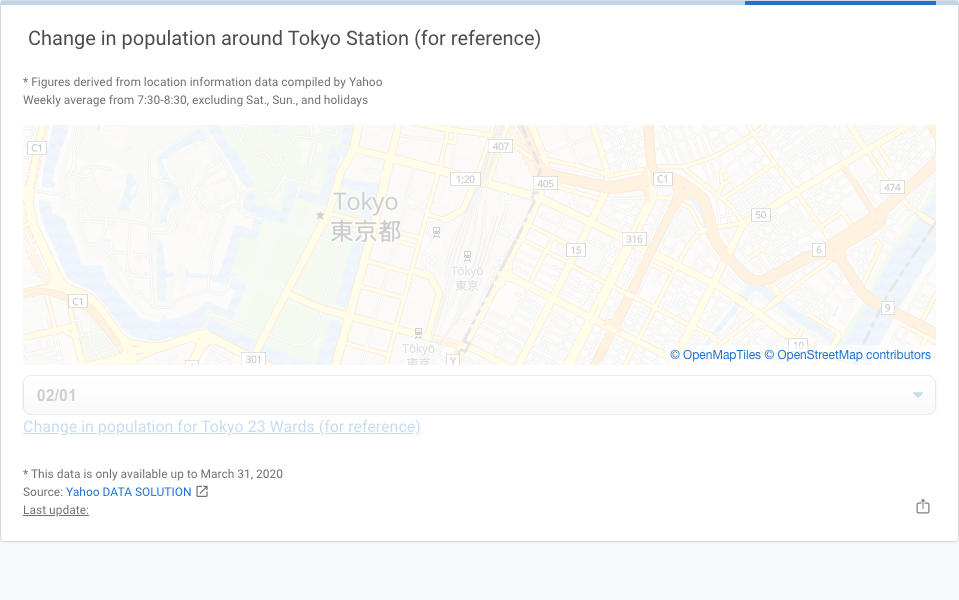 Change in population around Tokyo Station (for reference)
* Figures derived from location information data compiled by Yahoo
Weekly average from 7:30-8:30, excluding Sat., Sun., and holidays
C1
407
1;20
405
C1
474
Tokyo
東京都
50
316
15
6
Tōkyō
東京
C1
9
301
Tōkyō
東京
Y
10
© OpenMapTiles © OpenStreetMap contributors
02/01
Change in population for Tokyo 23 Wards (for reference)
* This data is only available up to March 31, 2020
Source: Yahoo DATA SOLUTION
Last update: